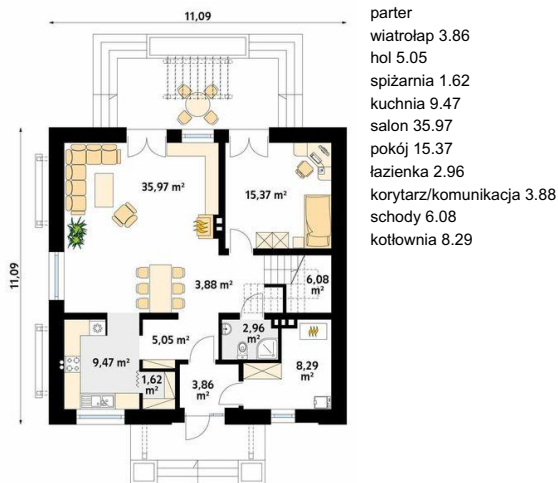 11,09
parter
wiatrołap 3.86
hol 5.05
spiżarnia 1.62
kuchnia 9.47
salon 35.97
pokój 15.37
łazienka 2.96
korytarz/komunikacja 3.88
schody 6.08
kotłownia 8.29
11,09
35,97 m²
15,37 m²
3,88 m²
6,08
m²
5,05 m²
2,96
m²
9,47 m²
8,29
m²
1,62
m²
3,86
m²